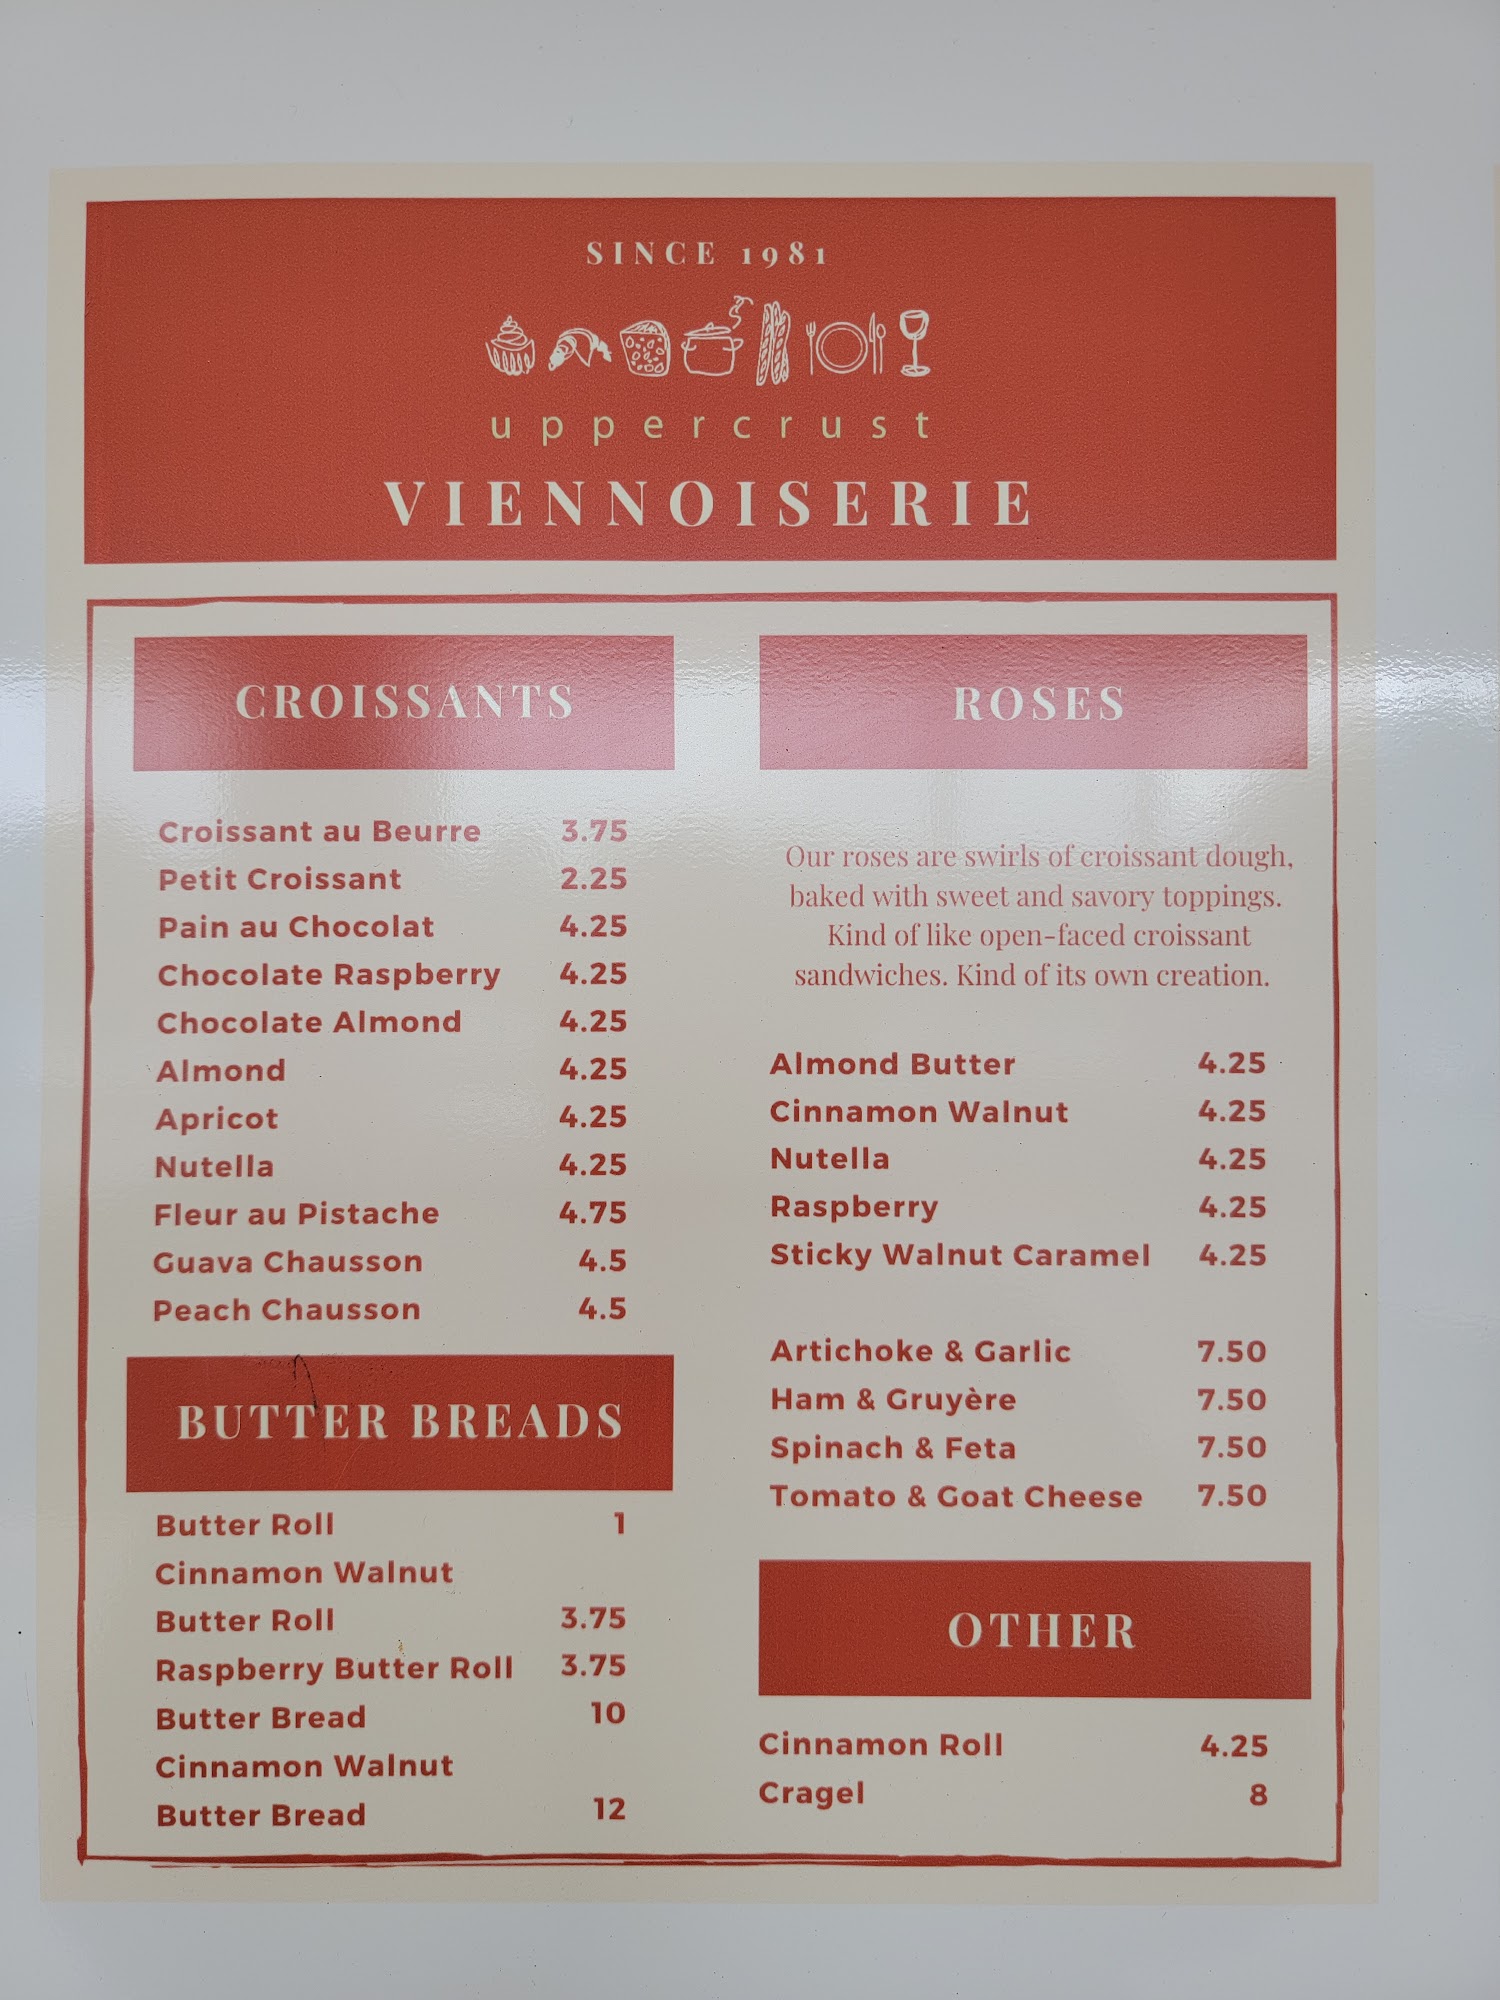 SINCE 1981
uppercrust
VIENNOISERIE
CROISSANTS
Croissant au Beurre 3.75
Petit Croissant 2.25
Pain au Chocolat 4.25
Chocolate Raspberry 4.25
Chocolate Almond 4.25
Almond 4.25
Apricot 4.25
Nutella 4.25
Fleur au Pistache 4.75
Guava Chausson 4.5
Peach Chausson 4.5
BUTTER BREADS
Butter Roll 1
Cinnamon Walnut
Butter Roll 3.75
Raspberry Butter Roll 3.75
Butter Bread 10
Cinnamon Walnut
Butter Bread 12
ROSES
Our roses are swirls of croissant dough,
baked with sweet and savory toppings.
Kind of like open-faced croissant
sandwiches. Kind of its own creation.
Almond Butter 4.25
Cinnamon Walnut 4.25
Nutella 4.25
Raspberry 4.25
Sticky Walnut Caramel 4.25
Artichoke & Garlic 7.50
Ham & Gruyère 7.50
Spinach & Feta 7.50
Tomato & Goat Cheese 7.50
OTHER
Cinnamon Roll 4.25
Cragel 8